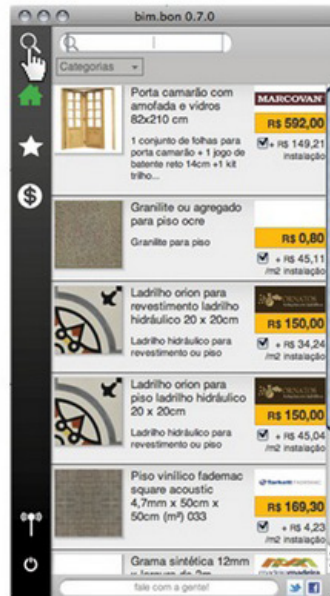 bim.bon 0.7.0
Categorias
Porta camarão com
amofada e vidros
82x210 cm
1 conjunto de folhas para
porta camarão + 1 jogo de
batente reto 14cm +1 kit
trilho...
MARCOVAN
R$ 592,00
+ R$ 149,21
instalação
Granilite ou agregado
para piso ocre
Granilite para piso
R$ 0,80
+ R$ 45,11
/m2 instalação
Ladrilho orion para
revestimento ladrilho
hidráulico 20 x 20cm
Ladrilho hidráulico para
revestimento ou piso
ORNATOS
R$ 150,00
+ R$ 34,24
/m2 instalação
Ladrilho orion para
piso ladrilho hidráulico
20 x 20cm
Ladrilho hidráulico para
revestimento ou piso
ORNATOS
R$ 150,00
+ R$ 45,04
/m2 instalação
Piso vinílico fademac
square acoustic
4,7mm x 50cm x
50cm (m²) 033
Tarkett
R$ 169,30
+ R$ 4,23
/m2 instalação
Grama sintética 12mm
fale com a gente!